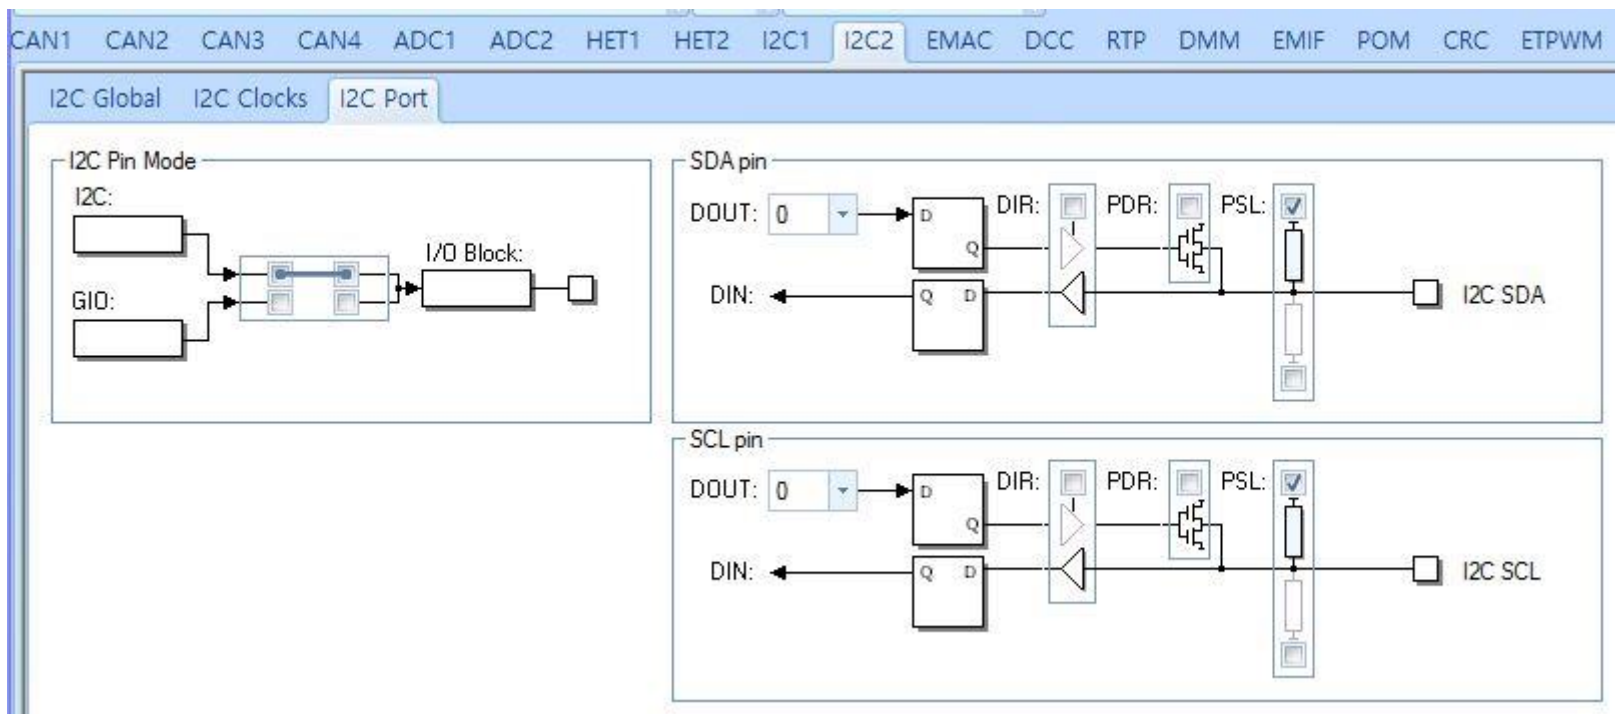 CAN1 CAN2 CAN3 CAN4 ADC1 ADC2 HET1 HET2 I2C1 I2C2 EMAC DCC RTP DMM EMIF POM CRC ETPWM
I2C Global I2C Clocks I2C Port
I2C Pin Mode
I2C:
I/O Block:
GIO:
SDA pin
DOUT: 0 D Q DIR: PDR: PSL:
DIN: Q D I2C SDA
SCL pin
DOUT: 0 D Q DIR: PDR: PSL:
DIN: Q D I2C SCL